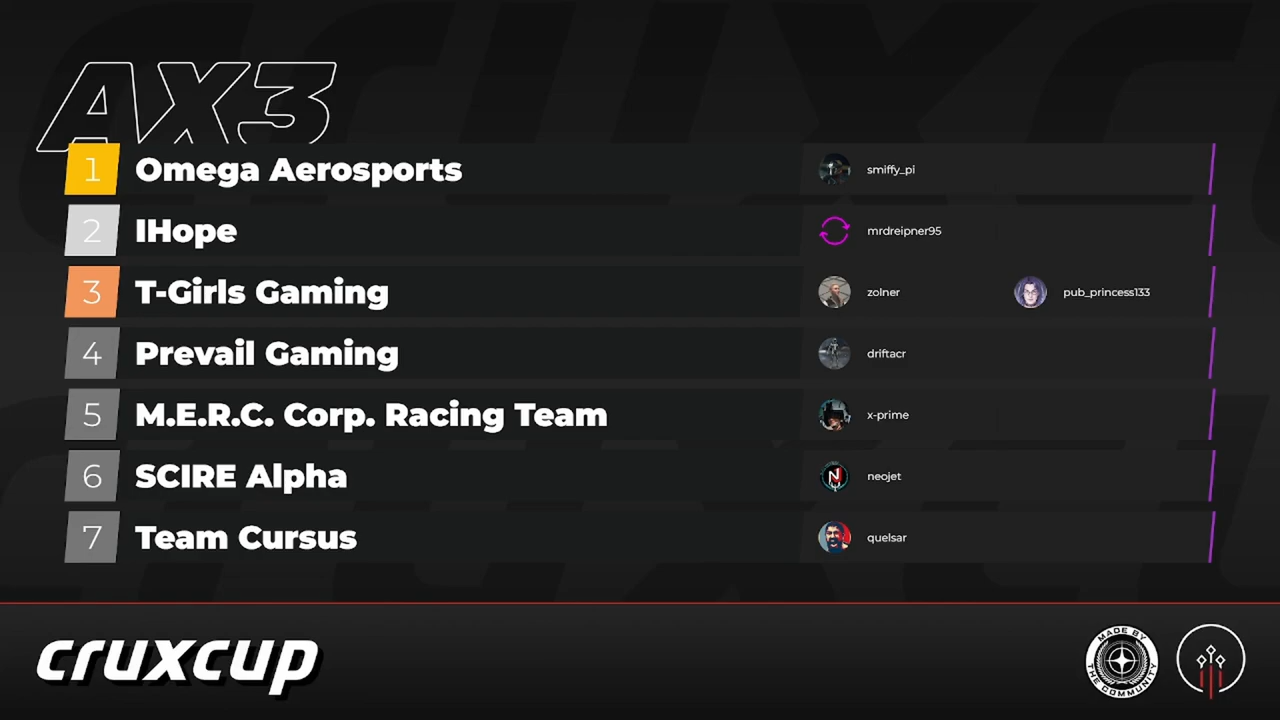 AX3
1 Omega Aerosports smiffy_pi
2 IHope mrdreipner95
3 T-Girls Gaming zolner pub_princess133
4 Prevail Gaming driftacr
5 M.E.R.C. Corp. Racing Team x-prime
6 SCIRE Alpha neojet
7 Team Cursus quelsar
cruxcup
MADE BY
THE COMMUNITY